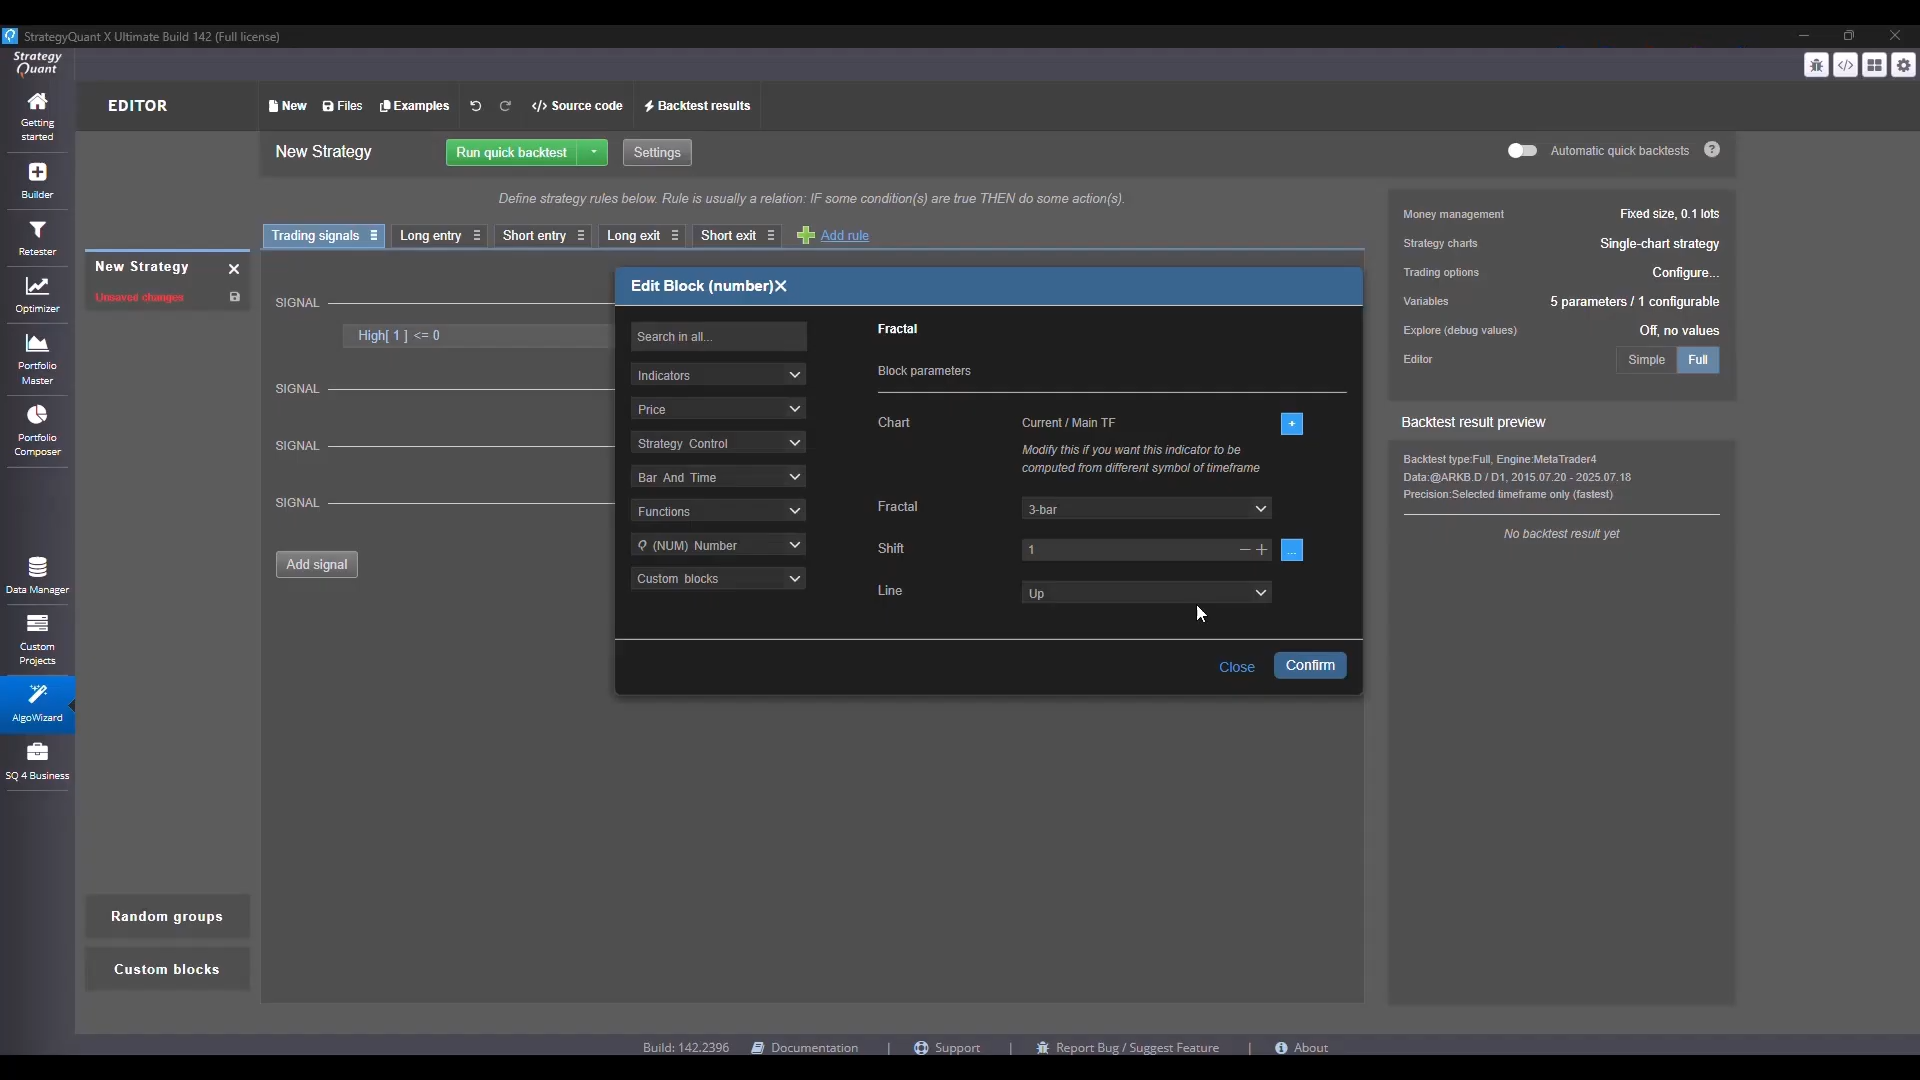 StrategyQuant X Ultimate Build 142 (Full license)
Strategy
Quant
EDITOR
New
Files
Examples
</> Source code
Backtest results
Getting
started
Builder
Retester
Optimizer
Portfolio
Master
Portfolio
Composer
Data Manager
Custom
Projects
AlgoWizard
SQ 4 Business
New Strategy
Unsaved changes
Random groups
Custom blocks
New Strategy
Run quick backtest
Settings
Automatic quick backtests
?
Define strategy rules below. Rule is usually a relation: IF some condition(s) are true THEN do some action(s).
Trading signals
Long entry
Short entry
Long exit
Short exit
Add rule
SIGNAL
High[ 1 ] <= 0
SIGNAL
SIGNAL
SIGNAL
Add signal
Edit Block (number)
Search in all...
Indicators
Price
Strategy Control
Bar And Time
Functions
(NUM) Number
Custom blocks
Fractal
Block parameters
Chart
Current / Main TF
+
Modify this if you want this indicator to be
computed from different symbol of timeframe
Fractal
3-bar
Shift
1
...
Line
Up
Close
Confirm
Money management
Fixed size, 0.1 lots
Strategy charts
Single-chart strategy
Trading options
Configure...
Variables
5 parameters / 1 configurable
Explore (debug values)
Off, no values
Editor
Simple
Full
Backtest result preview
Backtest type:Full, Engine:MetaTrader4
Data:@ARKB.D / D1, 2015.07.20 - 2025.07.18
Precision:Selected timeframe only (fastest)
No backtest result yet
Build: 142.2396
Documentation
|
Support
|
Report Bug / Suggest Feature
|
About